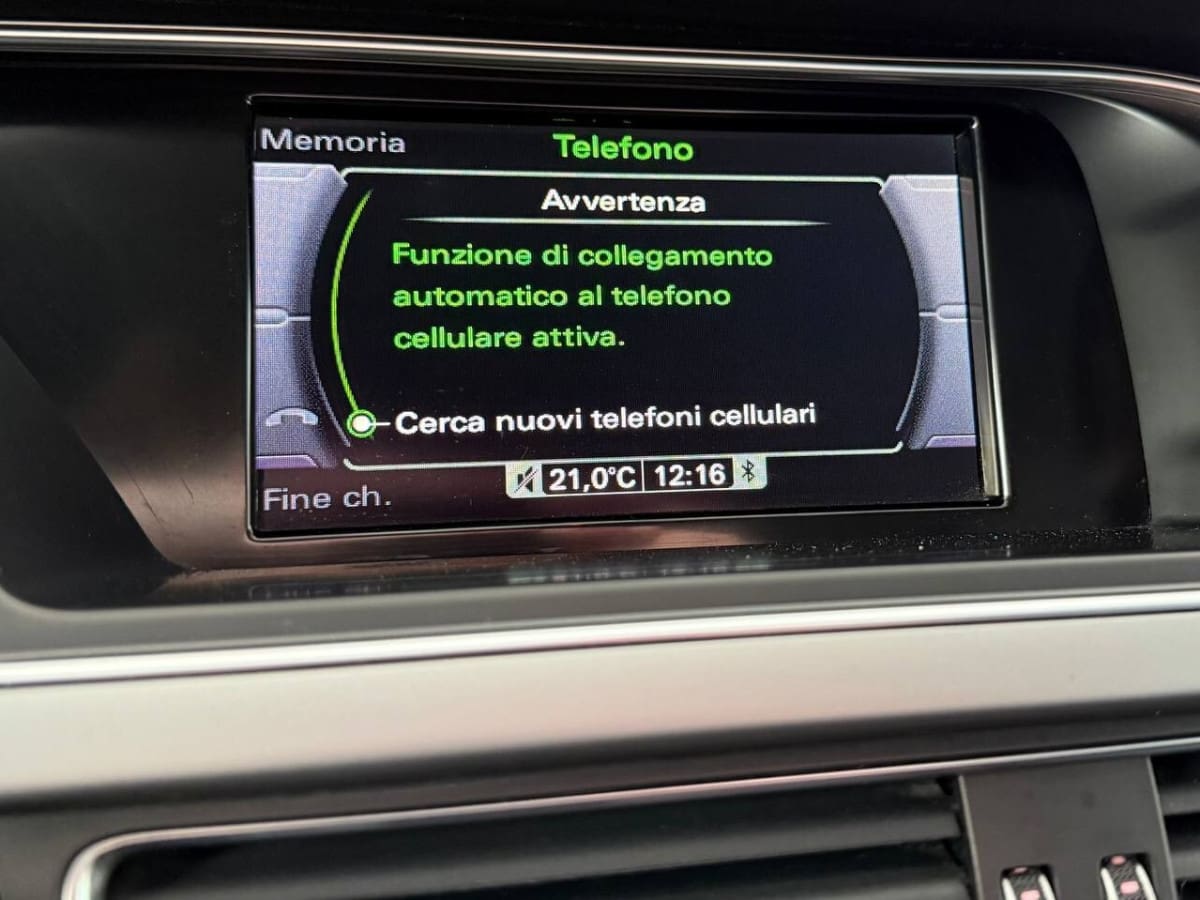 Memoria
Telefono
Avvertenza
Funzione di collegamento
automatico al telefono
cellulare attiva.
Cerca nuovi telefoni cellulari
21,0°C 12:16
Fine ch.